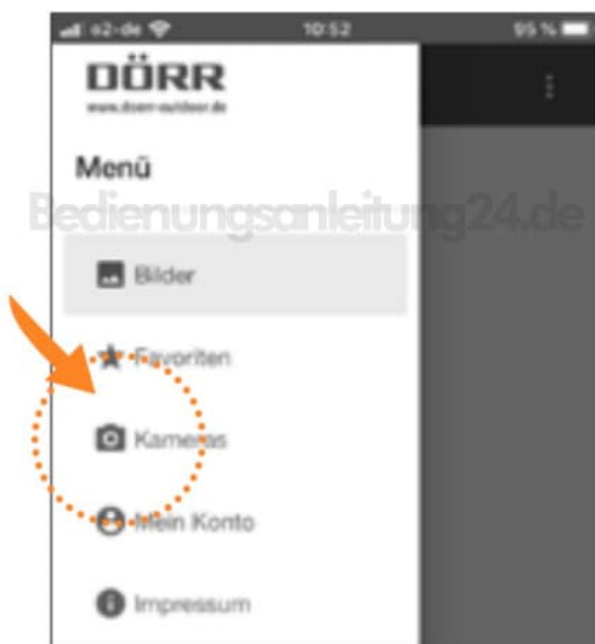 o2-de 10:52 95 %
DÖRR
www.doerr-outdoor.de
Menü
Bedienungsanleitung24.de
Bilder
Favoriten
Kameras
Mein Konto
Impressum